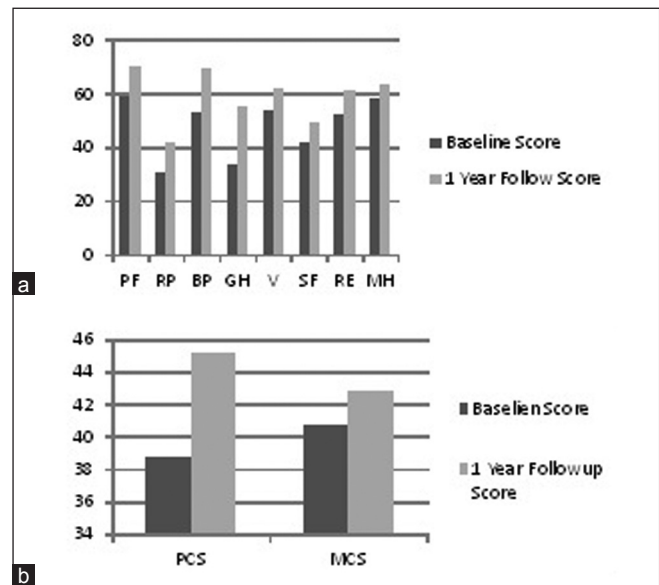 80
60
40
20
0
PF RP BP GH V SF RE MH
Baseline Score
1 Year Follow Score
a
46
44
42
40
38
36
34
PCS MCS
Baselien Score
1 Year Followup
Score
b